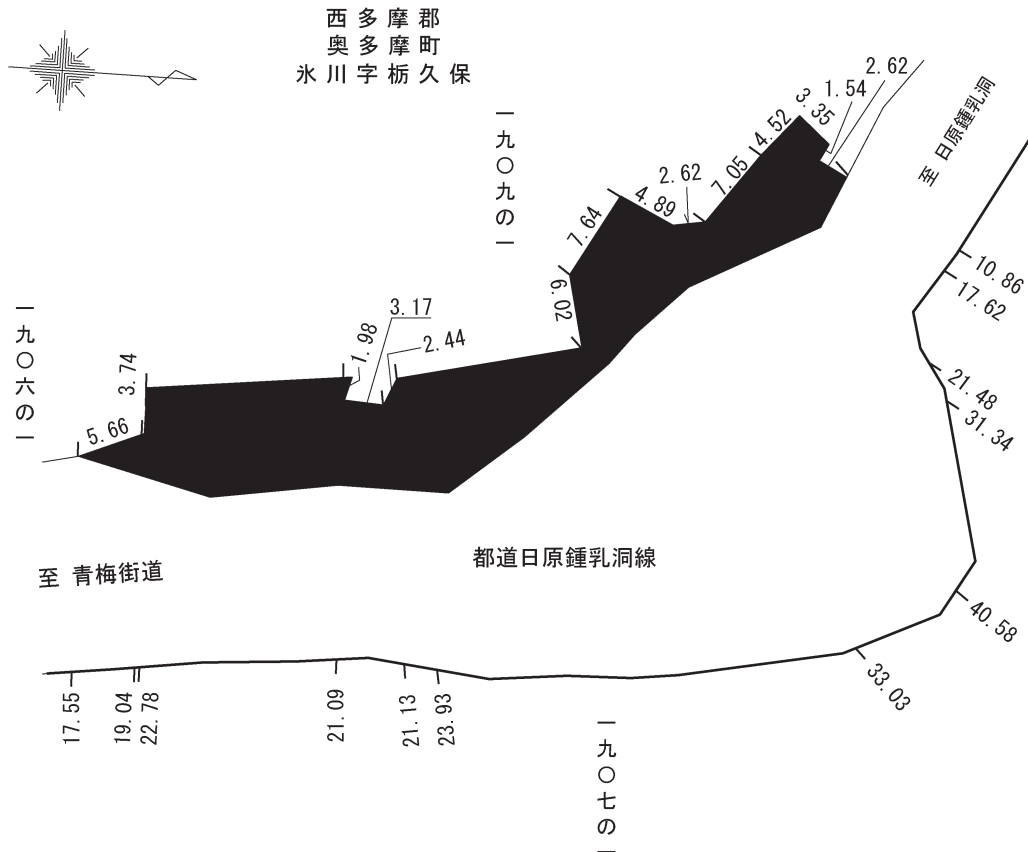 西多摩郡
奥多摩町
氷川字栃久保
2.62
1.54
3.35
4.52
7.05
2.62
4.89
7.64
6.02
至 日原鍾乳洞
一九〇九の一
10.86
17.62
21.48
31.34
一九〇六の一
3.74
5.66
1.98
3.17
2.44
至 青梅街道
都道日原鍾乳洞線
40.58
33.03
17.55
19.04
22.78
21.09
21.13
23.93
一九〇七の一